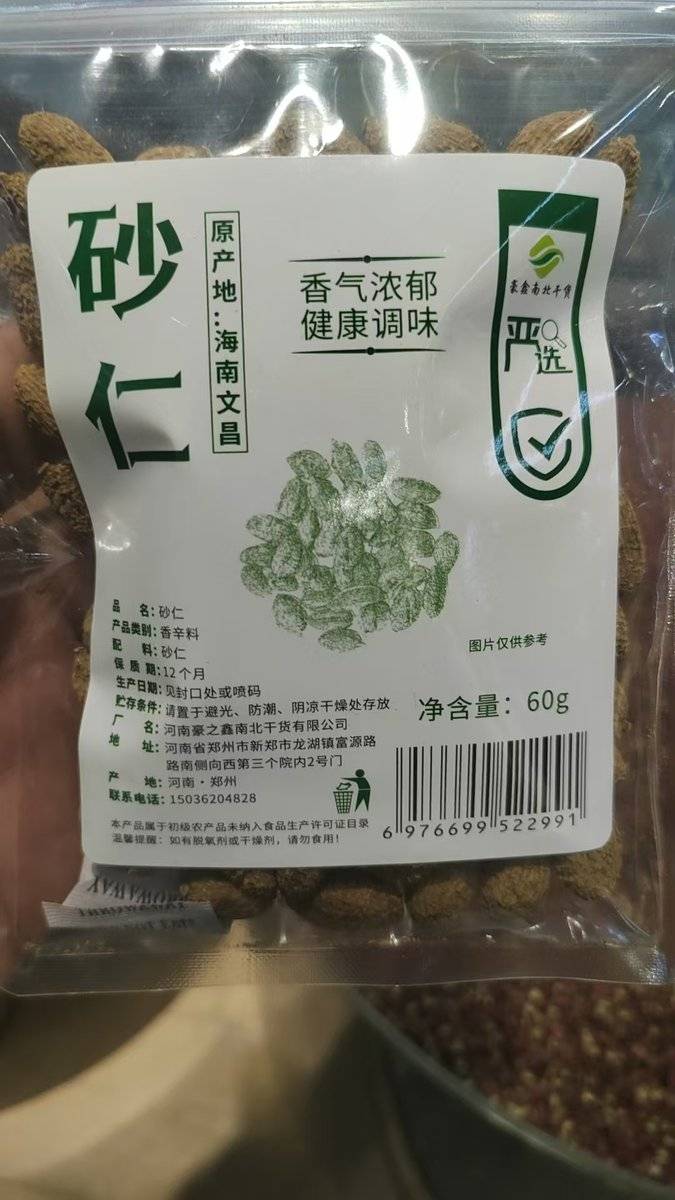 砂仁
原产地:海南文昌
香气浓郁
健康调味
豪鑫南北干货
严选
图片仅供参考
品名:砂仁
产品类别:香辛料
配料:砂仁
保质期:12个月
生产日期:见封口处或喷码
贮存条件:请置于避光、防潮、阴凉干燥处存放
厂名:河南豪之鑫南北干货有限公司
地址:河南省郑州市新郑市龙湖镇富源路
路南侧向西第三个院内2号门
产地:河南·郑州
联系电话:15036204828
净含量:60g
6 976699 522991
本产品属于初级农产品未纳入食品生产许可证目录
温馨提醒:如有脱氧剂或干燥剂,请勿食用!
THROWAWAY